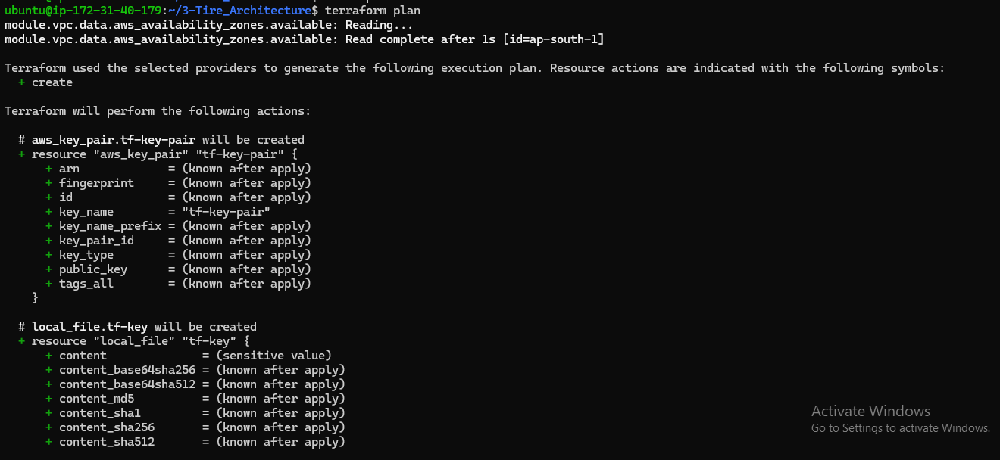 ubuntu@ip-172-31-40-179:~/3-Tire_Architecture$ terraform plan
module.vpc.data.aws_availability_zones.available: Reading...
module.vpc.data.aws_availability_zones.available: Read complete after 1s [id=ap-south-1]
Terraform used the selected providers to generate the following execution plan. Resource actions are indicated with the following symbols:
+ create
Terraform will perform the following actions:
# aws_key_pair.tf-key-pair will be created
+ resource "aws_key_pair" "tf-key-pair" {
+ arn = (known after apply)
+ fingerprint = (known after apply)
+ id = (known after apply)
+ key_name = "tf-key-pair"
+ key_name_prefix = (known after apply)
+ key_pair_id = (known after apply)
+ key_type = (known after apply)
+ public_key = (known after apply)
+ tags_all = (known after apply)
}
# local_file.tf-key will be created
+ resource "local_file" "tf-key" {
+ content = (sensitive value)
+ content_base64sha256 = (known after apply)
+ content_base64sha512 = (known after apply)
+ content_md5 = (known after apply)
+ content_sha1 = (known after apply)
+ content_sha256 = (known after apply)
+ content_sha512 = (known after apply)
Activate Windows
Go to Settings to activate Windows.